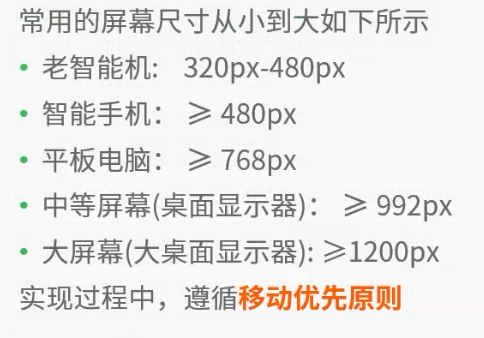 常用的屏幕尺寸从小到大如下所示
• 老智能机: 320px-480px
• 智能手机： ≥ 480px
• 平板电脑： ≥ 768px
• 中等屏幕(桌面显示器)： ≥ 992px
• 大屏幕(大桌面显示器): ≥1200px
实现过程中，遵循移动优先原则